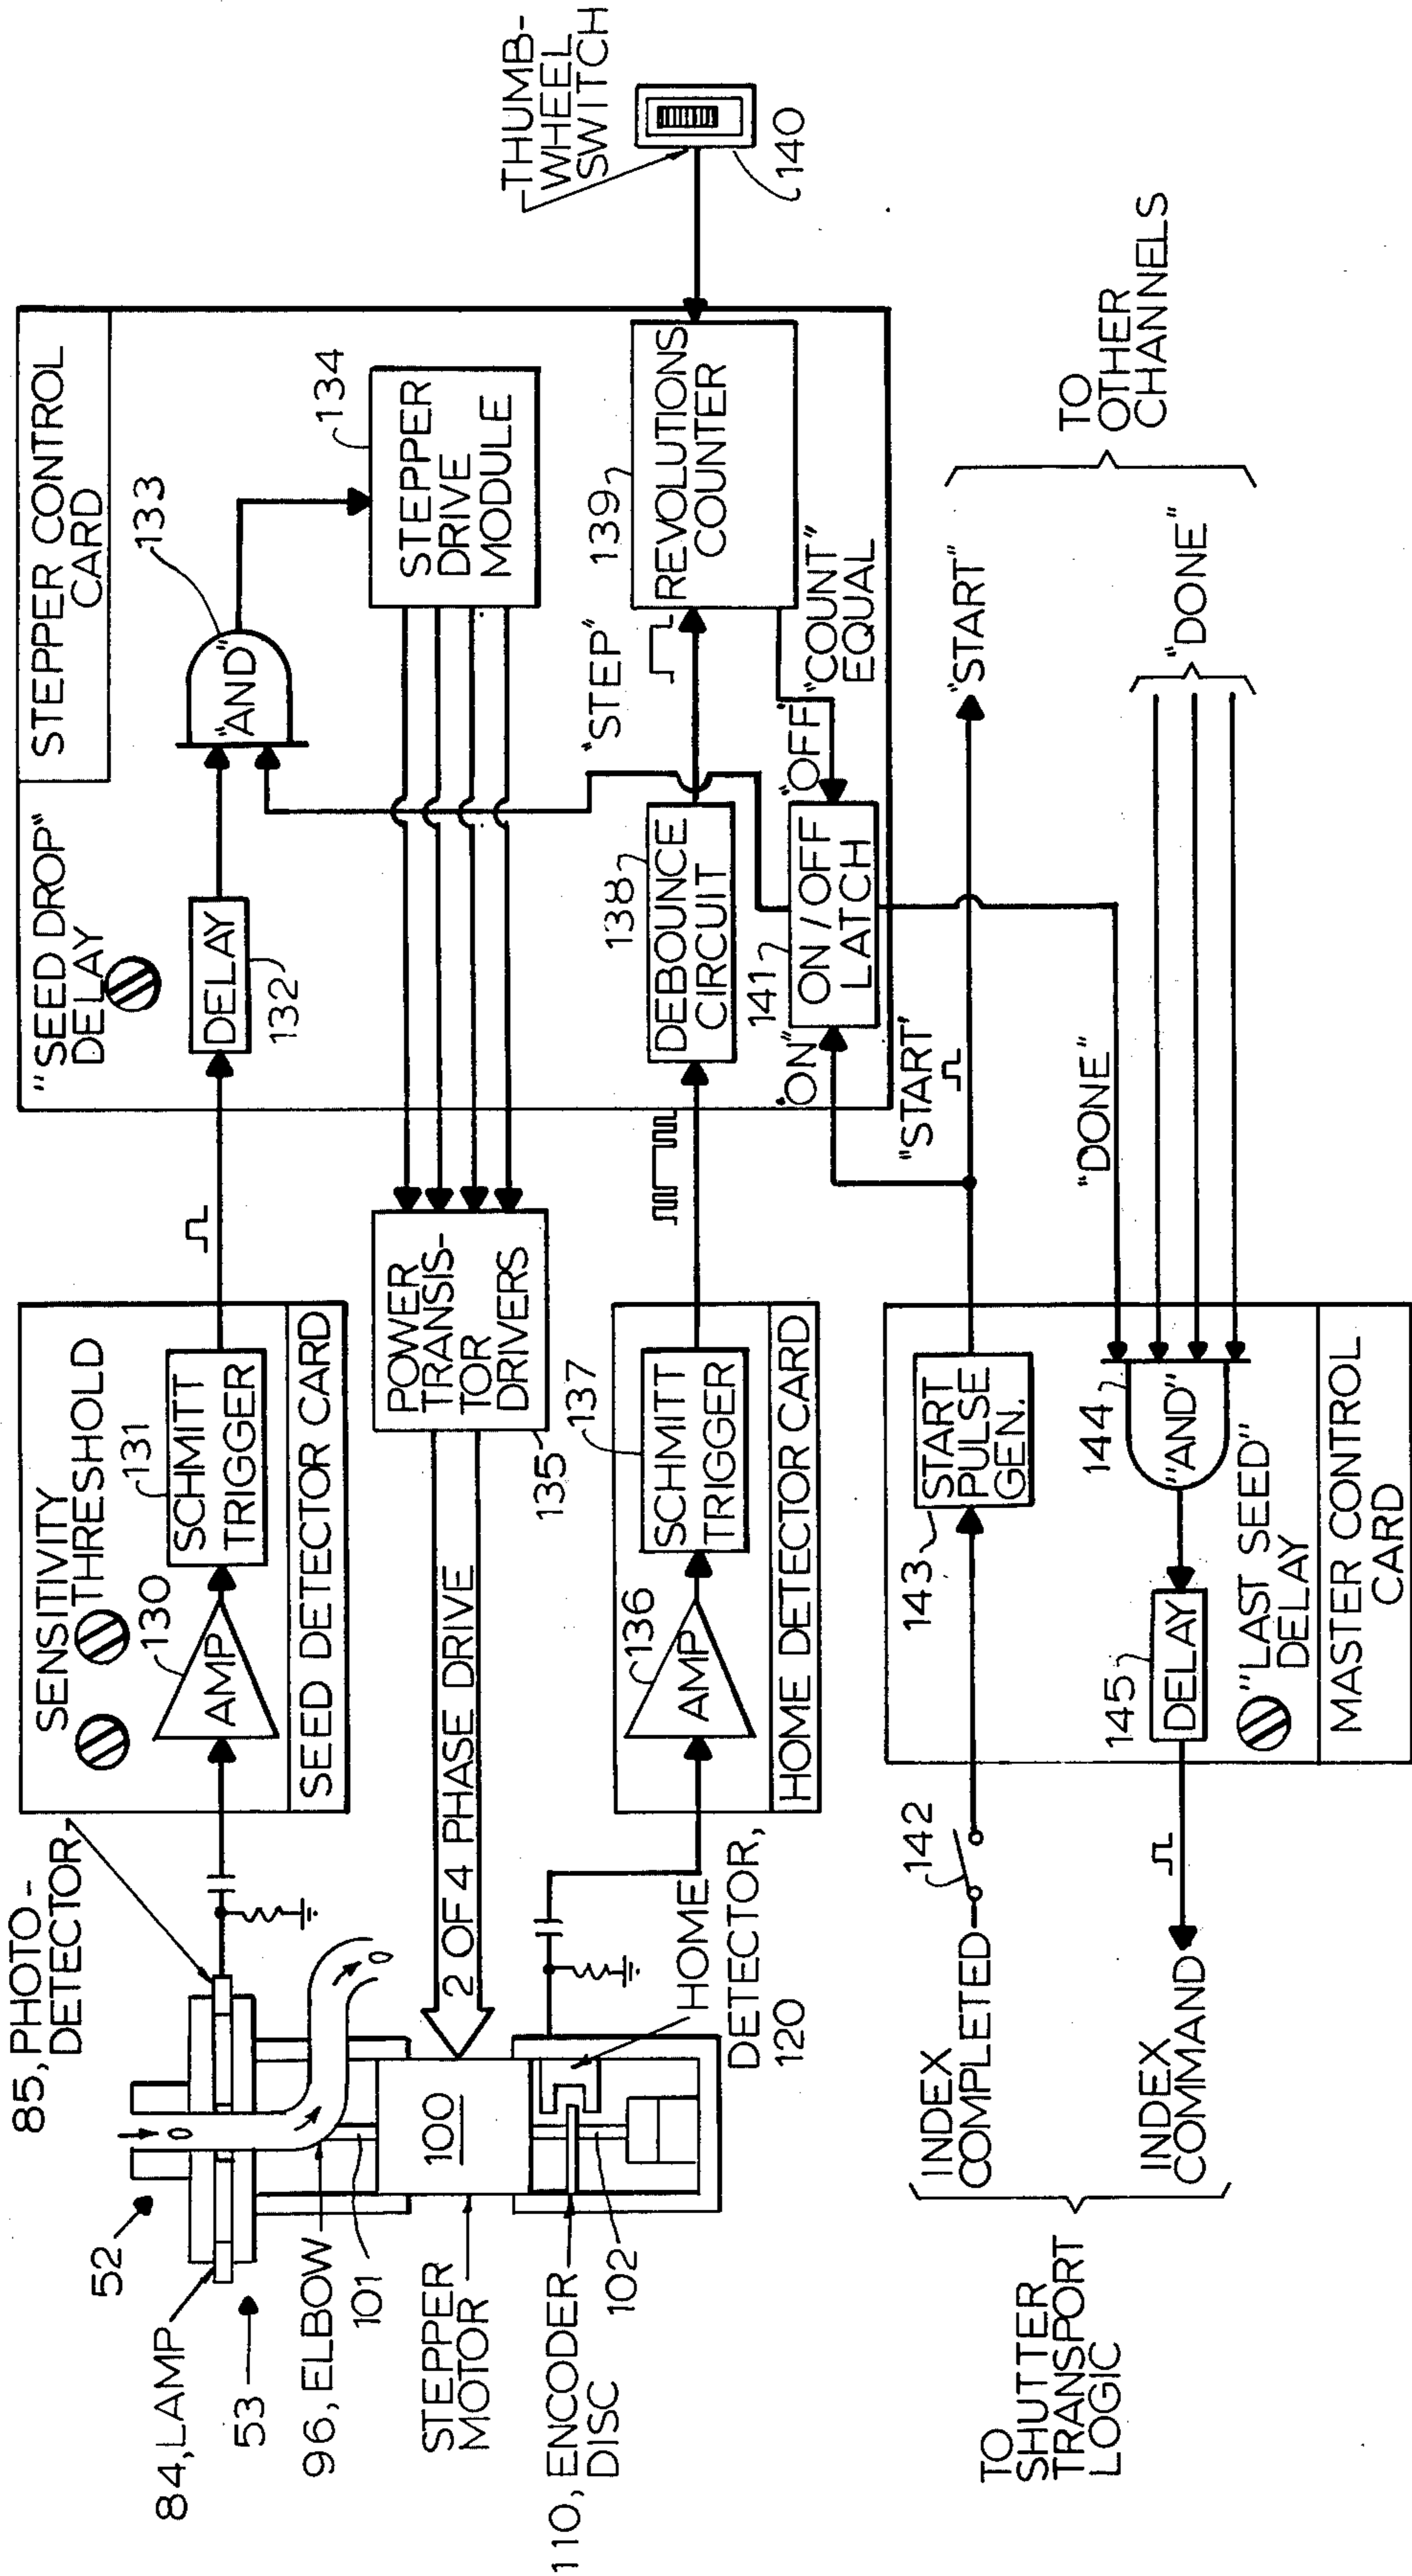 85, PHOTO-
DETECTOR,
52
84, LAMP
53
96, ELBOW
101
STEPPER
MOTOR
100
110, ENCODER
DISC
102
HOME
DETECTOR,
120
SENSITIVITY
THRESHOLD
130
AMP
131
SCHMITT
TRIGGER
SEED DETECTOR CARD
2 OF 4 PHASE DRIVE
POWER
TRANSIS-
TOR
DRIVERS
135
136
AMP
137
SCHMITT
TRIGGER
HOME DETECTOR CARD
"SEED DROP"
DELAY
STEPPER CONTROL
CARD
DELAY
132
"AND"
133
134
STEPPER
DRIVE
MODULE
"STEP"
138
DEBOUNCE
CIRCUIT
139
REVOLUTIONS
COUNTER
"COUNT"
EQUAL
"OFF"
141
ON/OFF
LATCH
"ON"
"START'
THUMB-
WHEEL
SWITCH
140
"START"
"DONE"
"DONE"
TO
OTHER
CHANNELS
TO
SHUTTER
TRANSPORT
LOGIC
INDEX
COMPLETED
142
INDEX
COMMAND
143
START
PULSE
GEN.
144
"AND"
145
DELAY
"LAST SEED"
DELAY
MASTER CONTROL
CARD